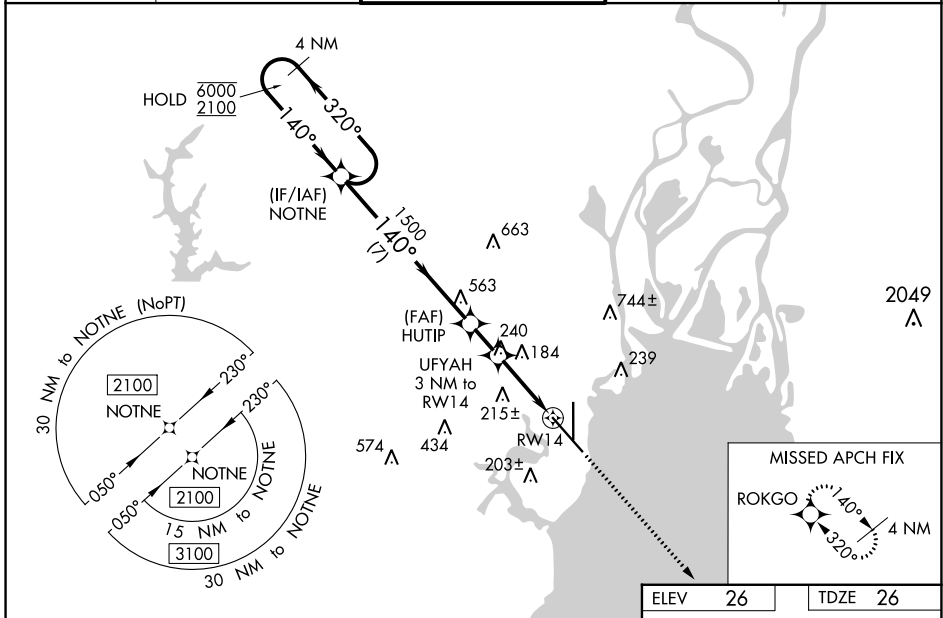 4 NM
HOLD 6000
2100
140°
320°
(IF/IAF)
NOTNE
1500
140°
(7)
663
563
(FAF)
HUTIP
240
184
UFYAH
3 NM to
RW14
215±
RW14
434
574
203±
744±
239
2049
30 NM to NOTNE (NoPT)
2100
NOTNE
230°
050°
230°
050°
NOTNE
2100
15 NM to NOTNE
3100
30 NM to NOTNE
MISSED APCH FIX
ROKGO
140°
320°
4 NM
ELEV 26
TDZE 26